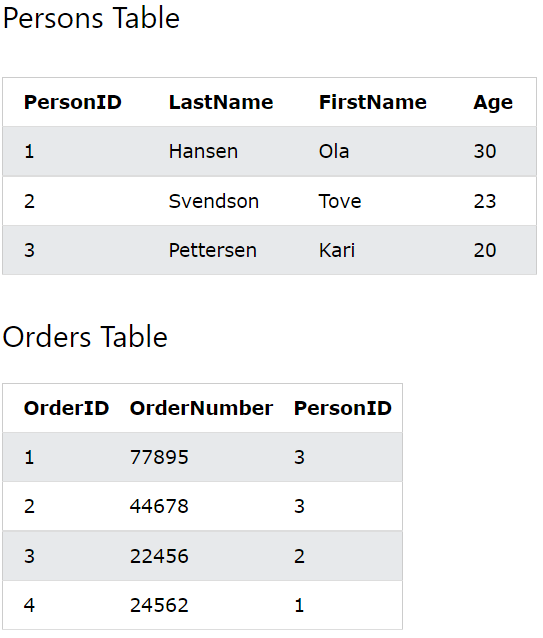 Persons Table
PersonID LastName FirstName Age
1 Hansen Ola 30
2 Svendson Tove 23
3 Pettersen Kari 20
Orders Table
OrderID OrderNumber PersonID
1 77895 3
2 44678 3
3 22456 2
4 24562 1